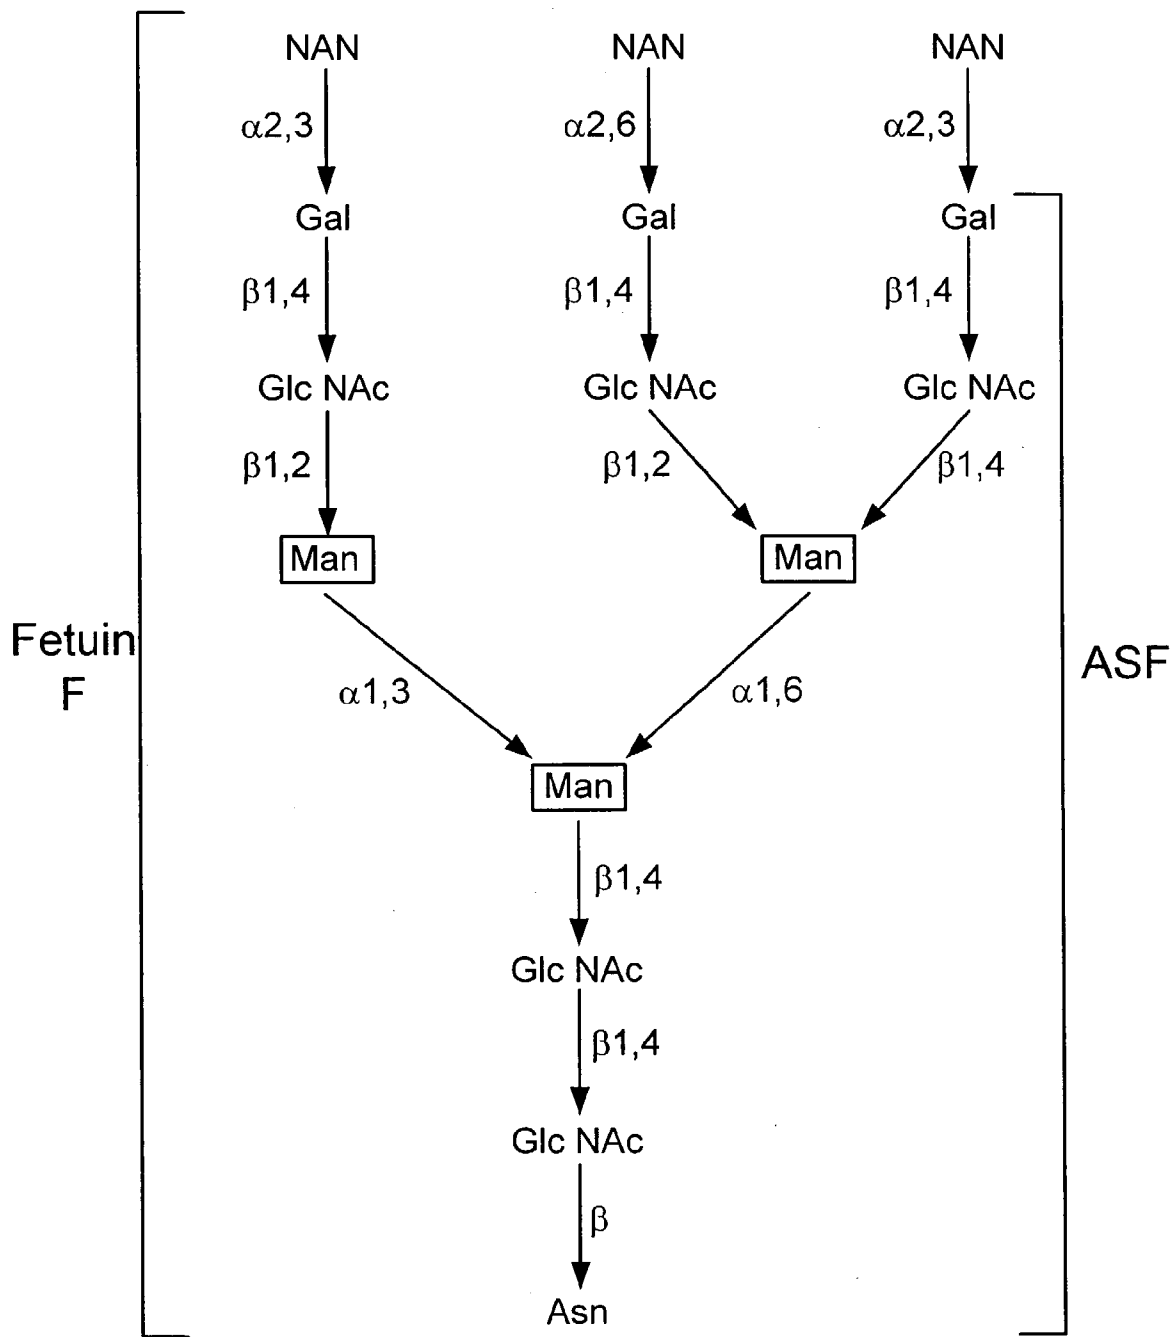 NAN NAN NAN
α2,3 α2,6 α2,3
Gal Gal Gal
β1,4 β1,4 β1,4
Glc NAc Glc NAc Glc NAc
β1,2 β1,2 β1,4
Man Man
Fetuin
F
ASF
α1,3 α1,6
Man
β1,4
Glc NAc
β1,4
Glc NAc
β
Asn